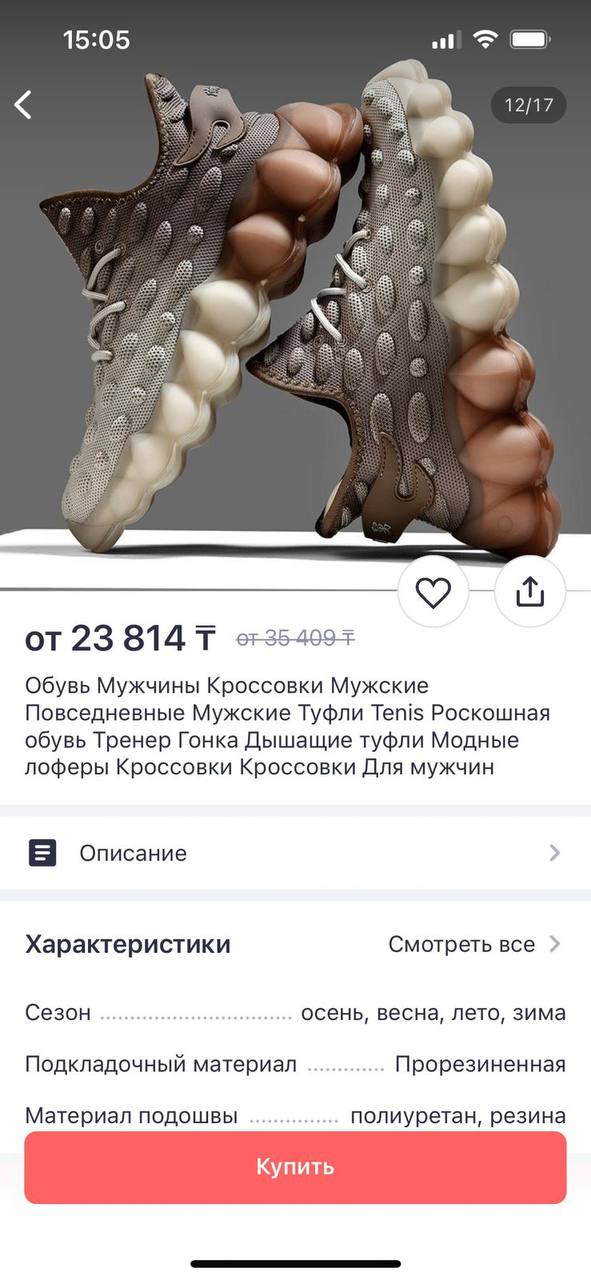 15:05
12/17
от 23 814 ₸ от 35 409 ₸
Обувь Мужчины Кроссовки Мужские
Повседневные Мужские Туфли Tenis Роскошная
обувь Тренер Гонка Дышащие туфли Модные
лоферы Кроссовки Кроссовки Для мужчин
Описание
Характеристики Смотреть все
Сезон осень, весна, лето, зима
Подкладочный материал Прорезиненная
Материал подошвы полиуретан, резина
Купить